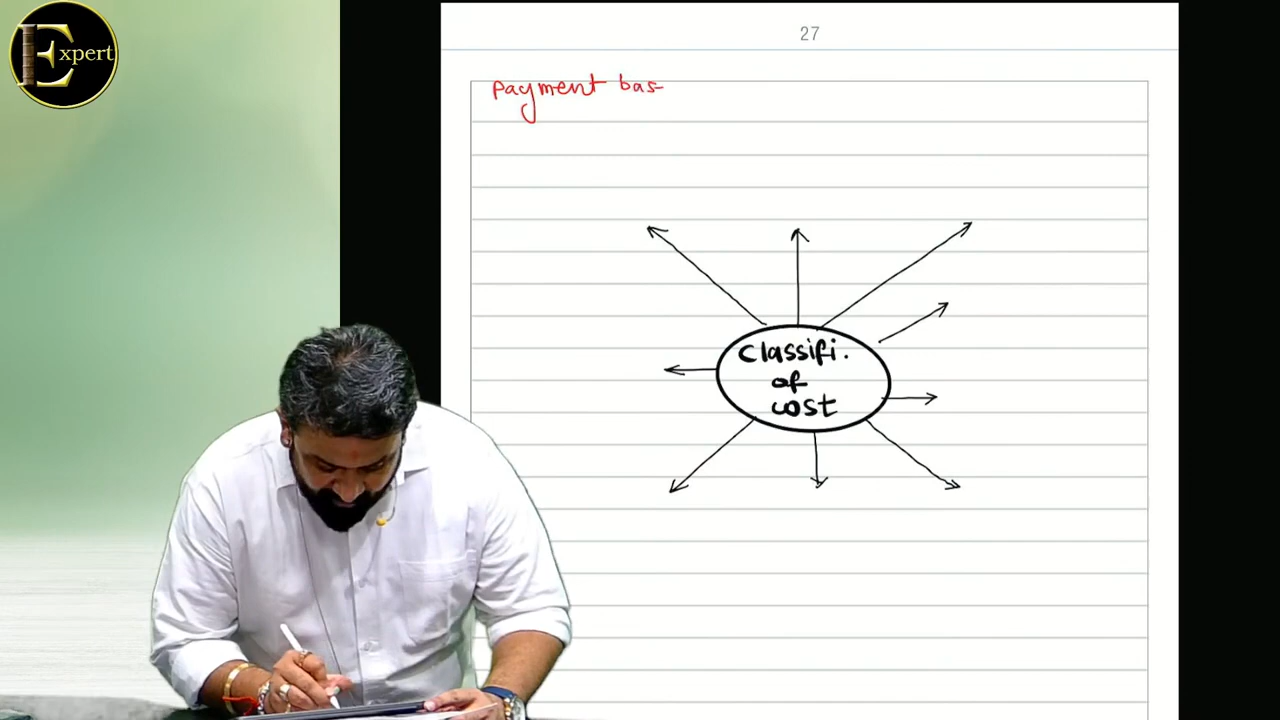 Expert
27
Payment bas
Classifi.
of
cost